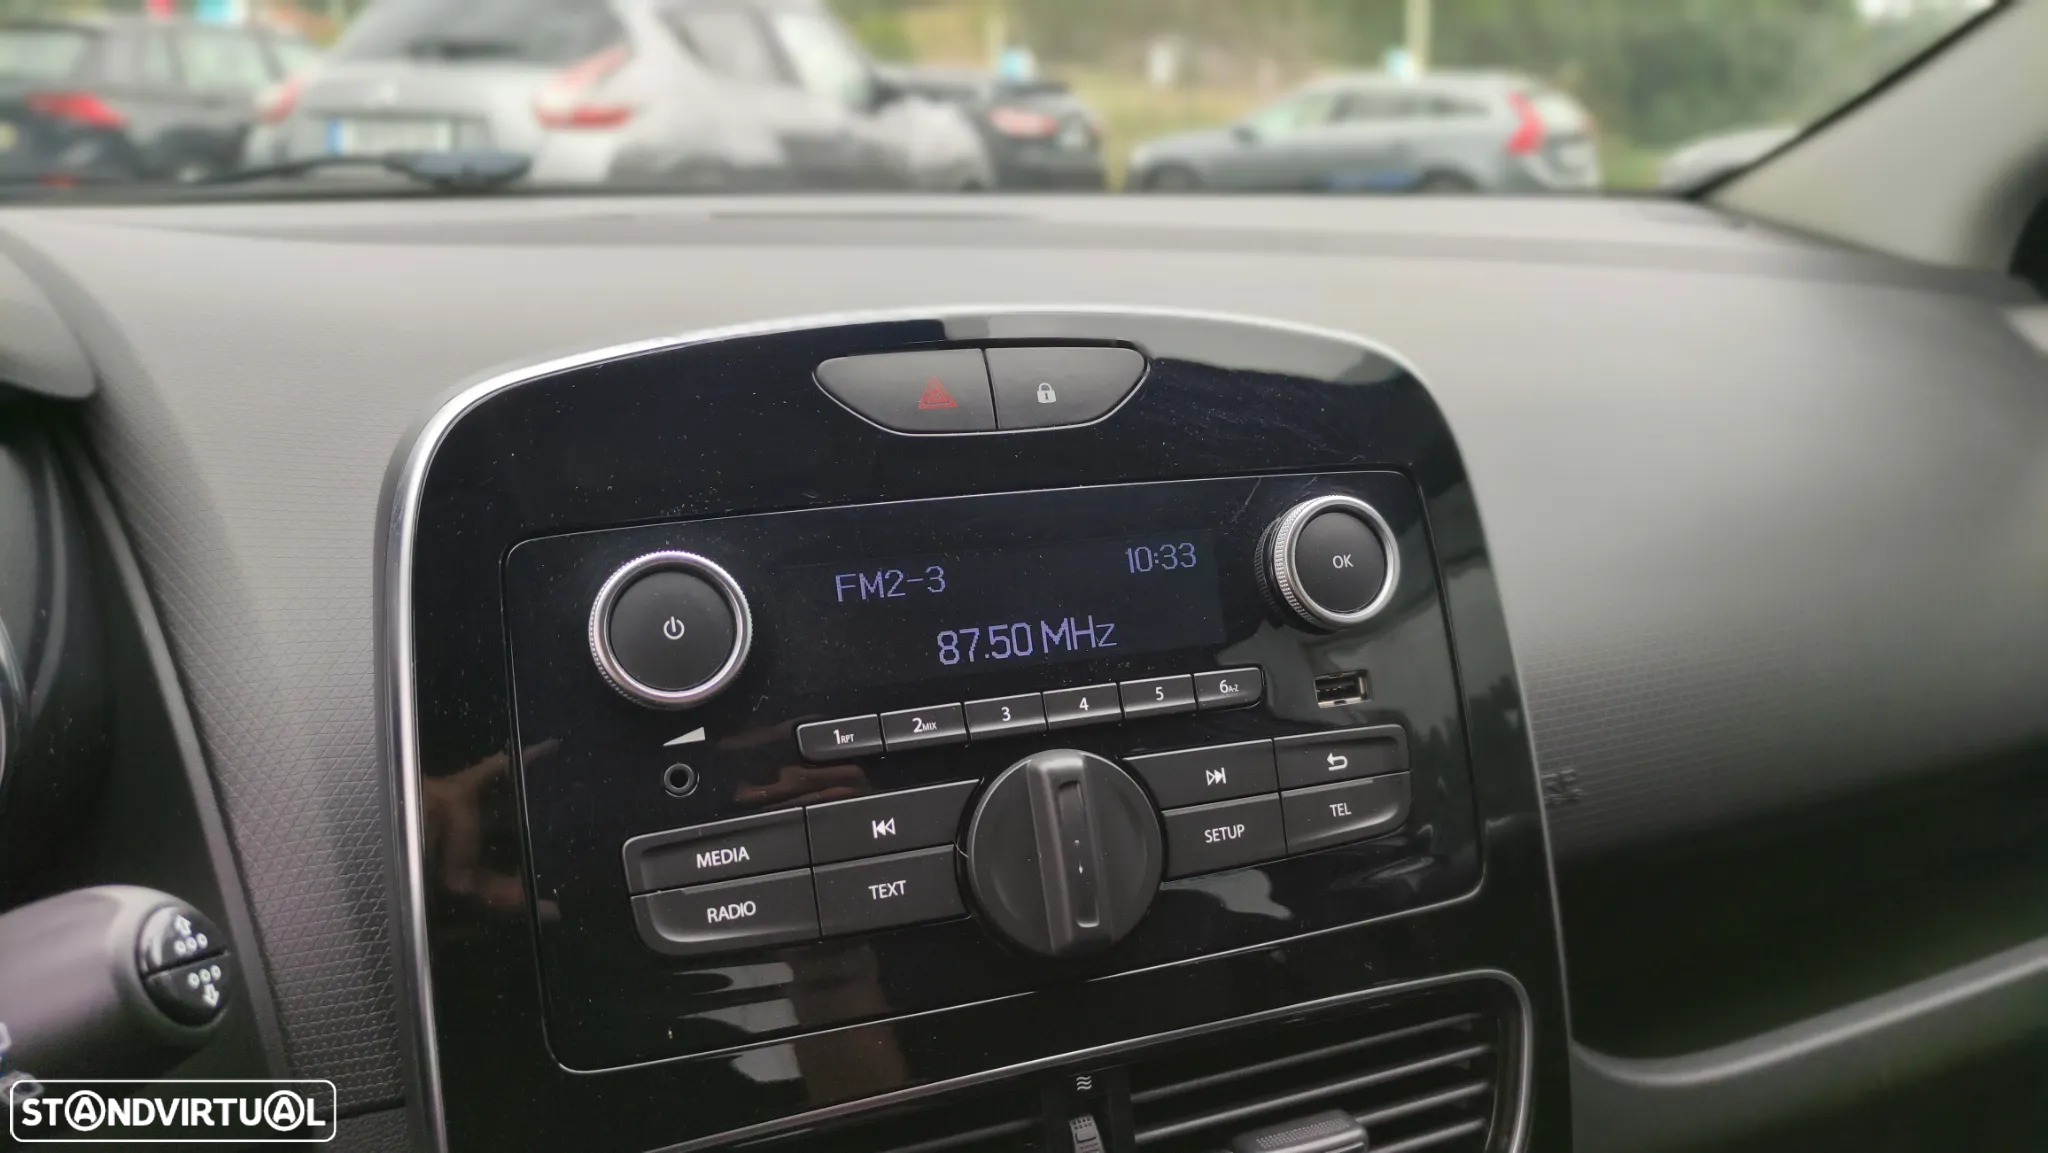 FM2-3
10:33
87.50 MHz
OK
1RPT 2MIX 3 4 5 6A-Z
MEDIA
RADIO
TEXT
SETUP
TEL
STANDVIRTUAL